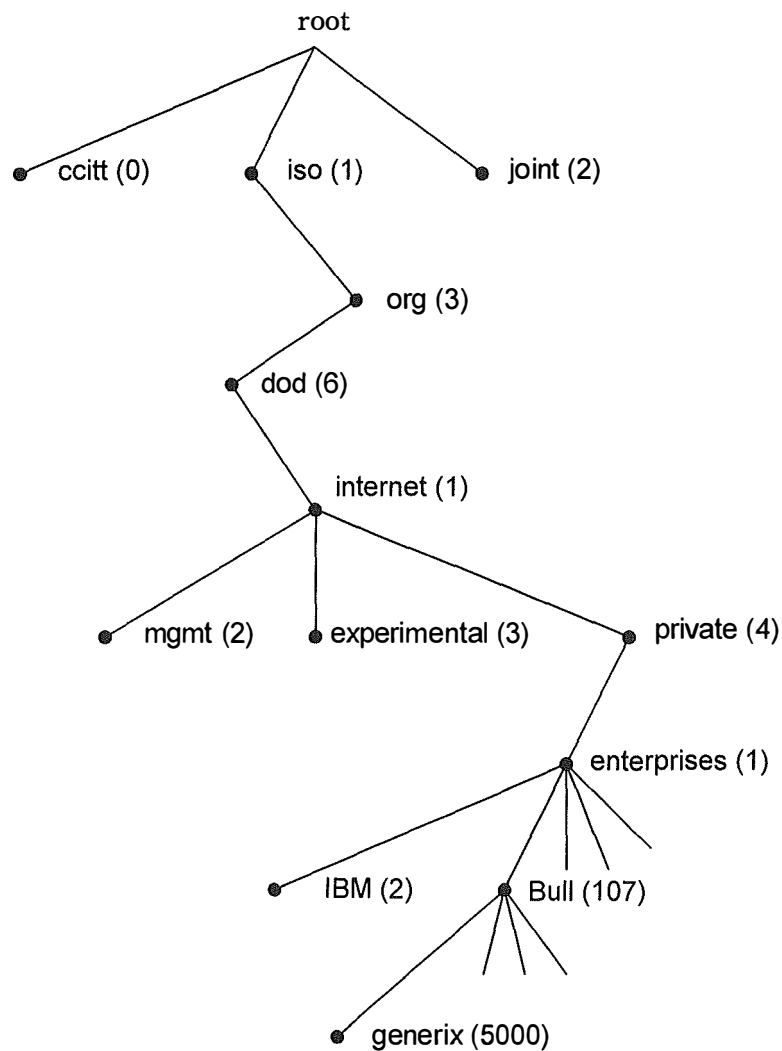 root
ccitt (0)
iso (1)
joint (2)
org (3)
dod (6)
internet (1)
mgmt (2)
experimental (3)
private (4)
enterprises (1)
IBM (2)
Bull (107)
generix (5000)